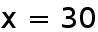 x = 30